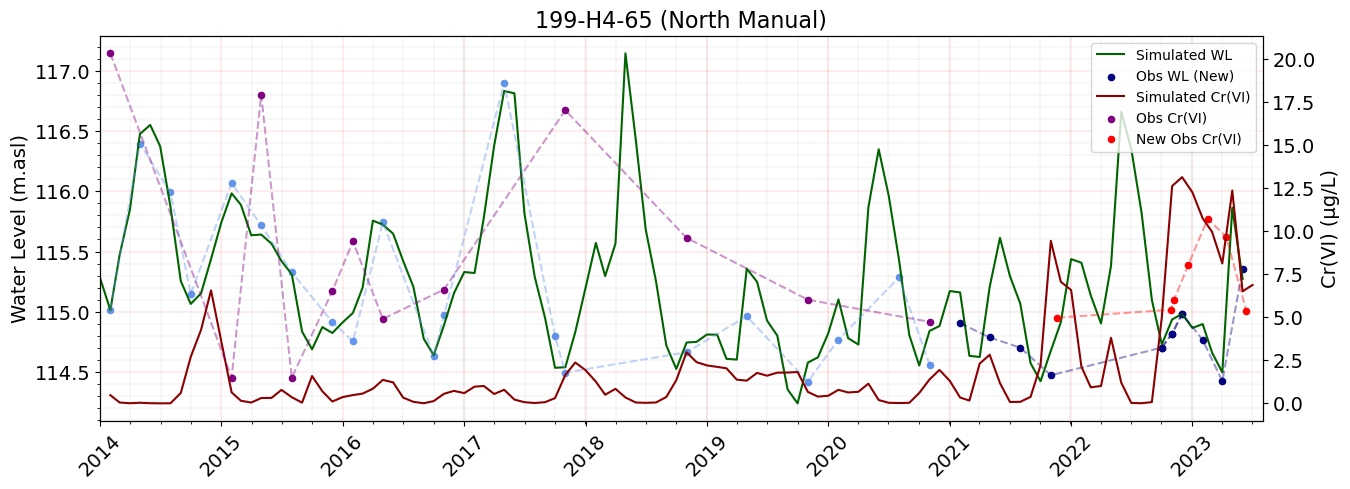 199-H4-65 (North Manual)
Water Level (m.asl)
117.0
116.5
116.0
115.5
115.0
114.5
Simulated WL
Obs WL (New)
Simulated Cr(VI)
Obs Cr(VI)
New Obs Cr(VI)
20.0
17.5
15.0
12.5
10.0
7.5
5.0
2.5
0.0
Cr(VI) (μg/L)
2014 2015 2016 2017 2018 2019 2020 2021 2022 2023